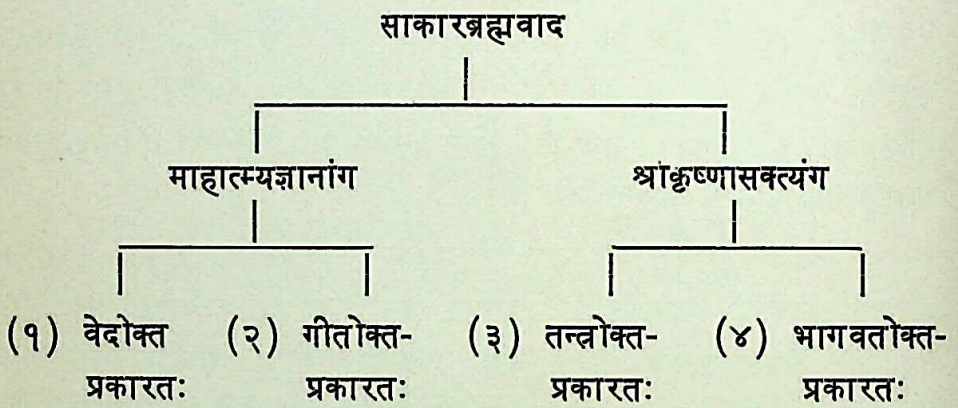 साकारब्रह्मवाद
माहात्म्यज्ञानांग श्रीकृष्णासक्त्यंग
(१) वेदोक्त (२) गीतोक्त- (३) तन्त्रोक्त- (४) भागवतोक्त-
प्रकारतः प्रकारतः प्रकारतः प्रकारतः